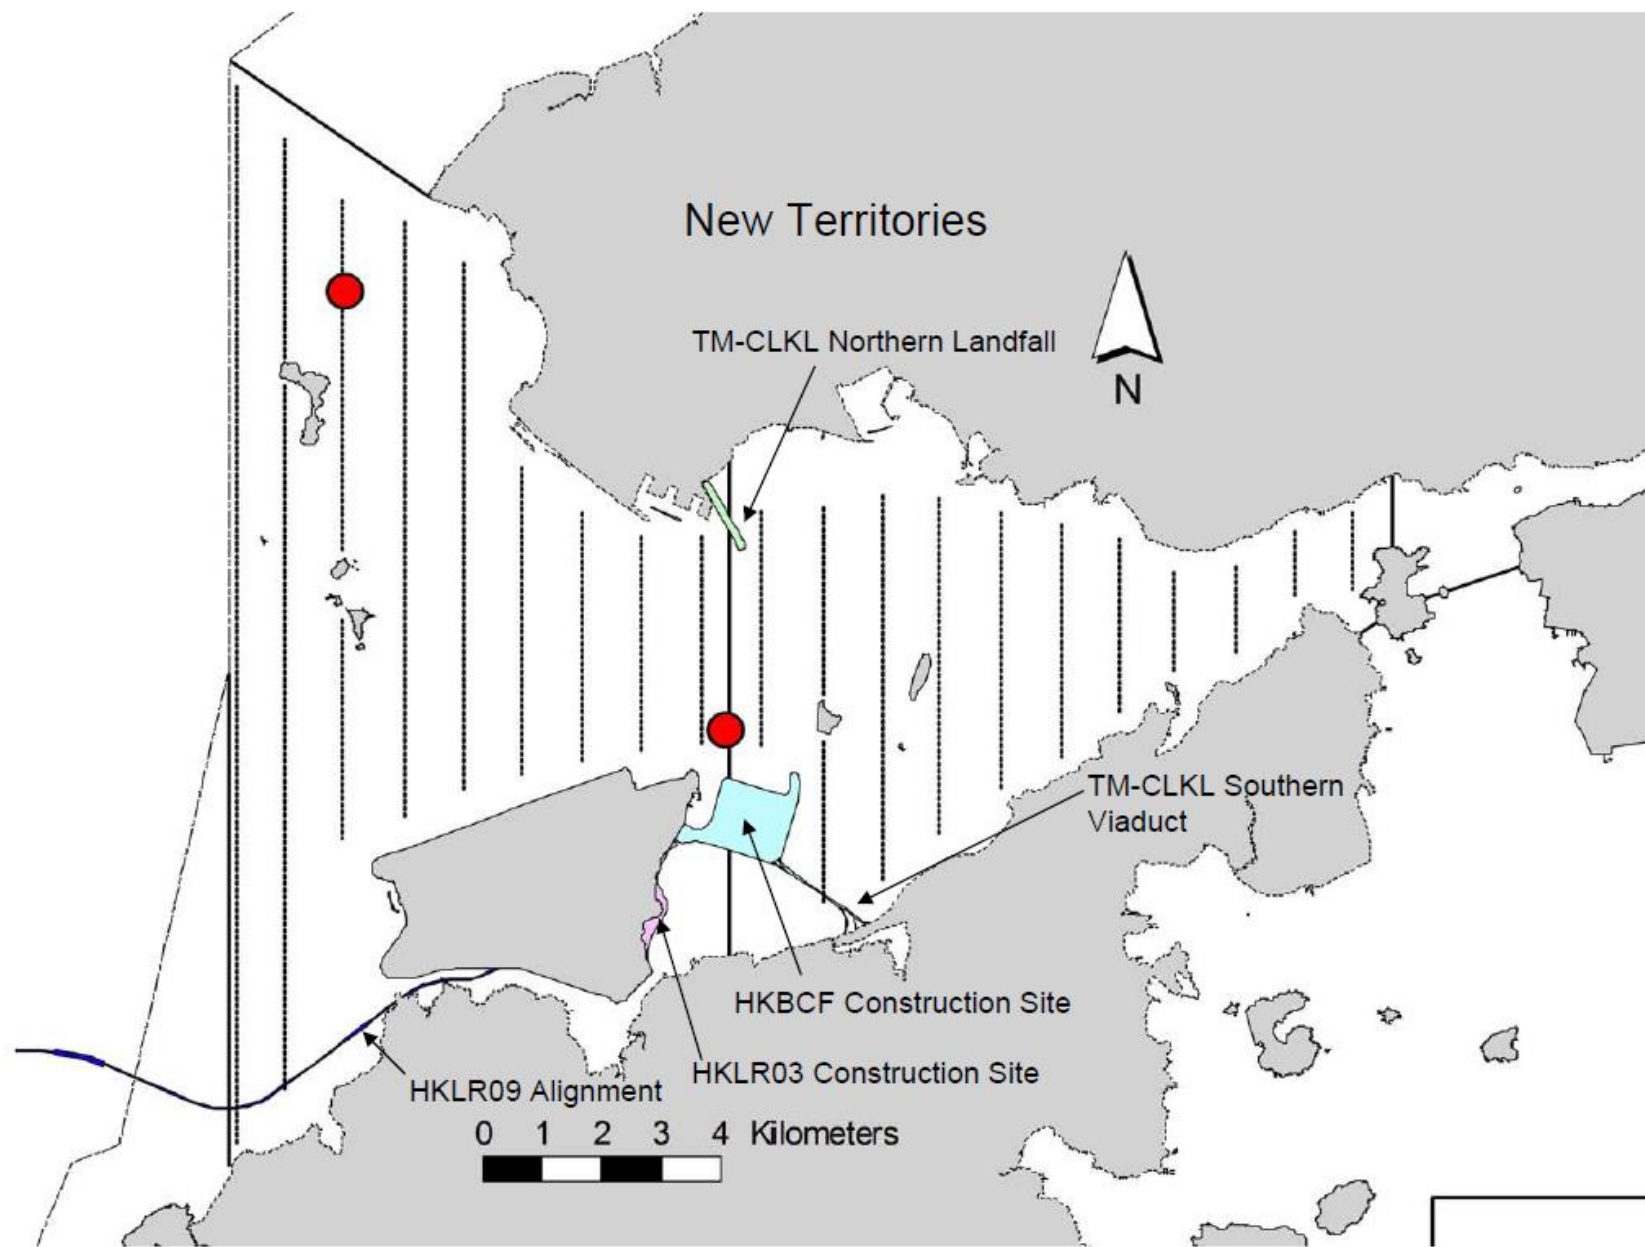 New Territories
TM-CLKL Northern Landfall
N
TM-CLKL Southern
Viaduct
HKBCF Construction Site
HKLR03 Construction Site
HKLR09 Alignment
0 1 2 3 4 Kilometers